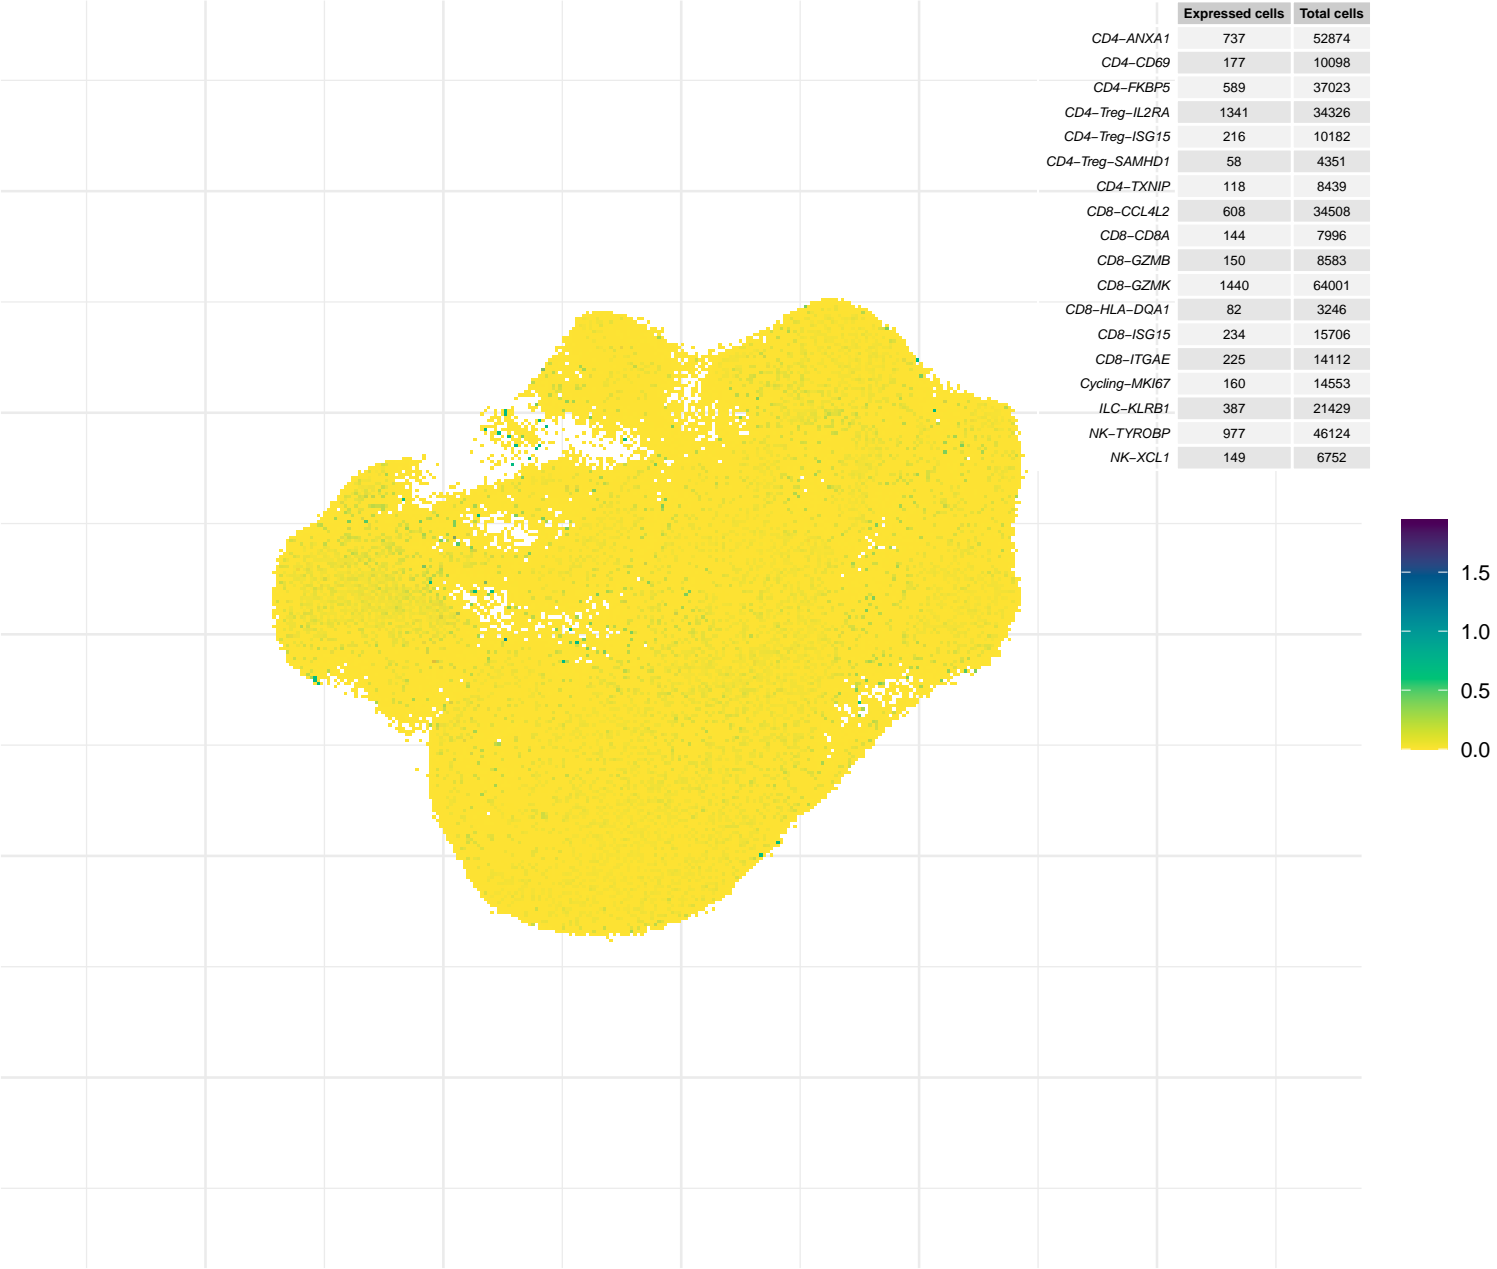 Expressed cells Total cells
CD4−ANXA1 737 52874
CD4−CD69 177 10098
CD4−FKBP5 589 37023
CD4−Treg−IL2RA 1341 34326
CD4−Treg−ISG15 216 10182
CD4−Treg−SAMHD1 58 4351
CD4−TXNIP 118 8439
CD8−CCL4L2 608 34508
CD8−CD8A 144 7996
CD8−GZMB 150 8583
CD8−GZMK 1440 64001
CD8−HLA−DQA1 82 3246
CD8−ISG15 234 15706
CD8−ITGAE 225 14112
Cycling−MKI67 160 14553
ILC−KLRB1 387 21429
NK−TYROBP 977 46124
NK−XCL1 149 6752
1.5
1.0
0.5
0.0